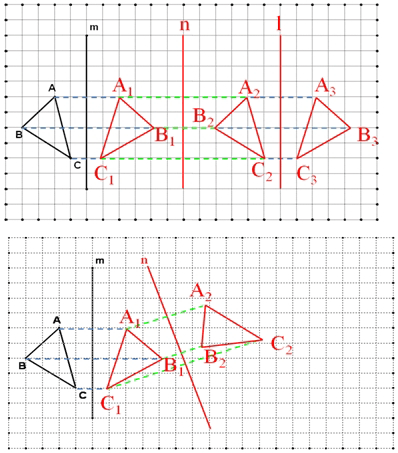 m n l
A A₁ A₂ A₃
B B₁ B₂ B₃
C C₁ C₂ C₃
m n
A₂
A A₁
B B₁ B₂ C₂
C C₁